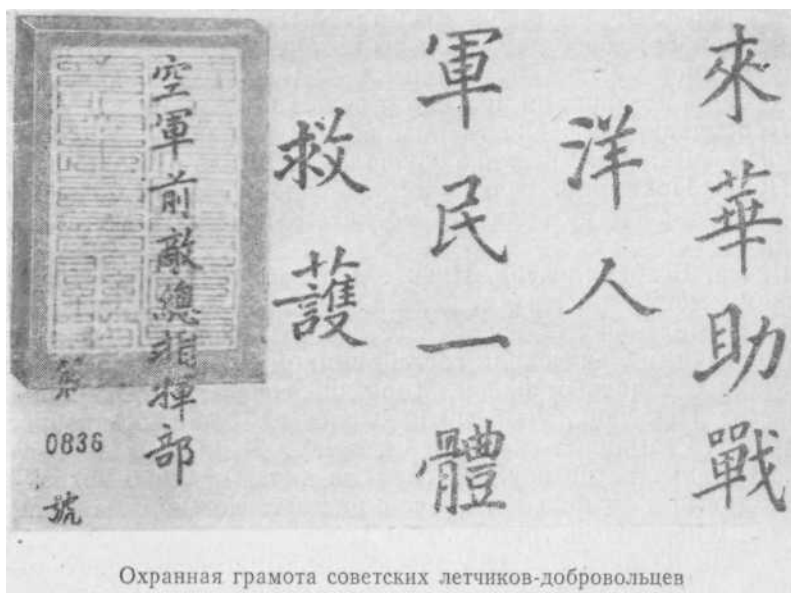 來華助戰
洋人
軍民一體
救護
空軍前敵總指揮部
第
0836
號
Охранная грамота советских летчиков-добровольцев